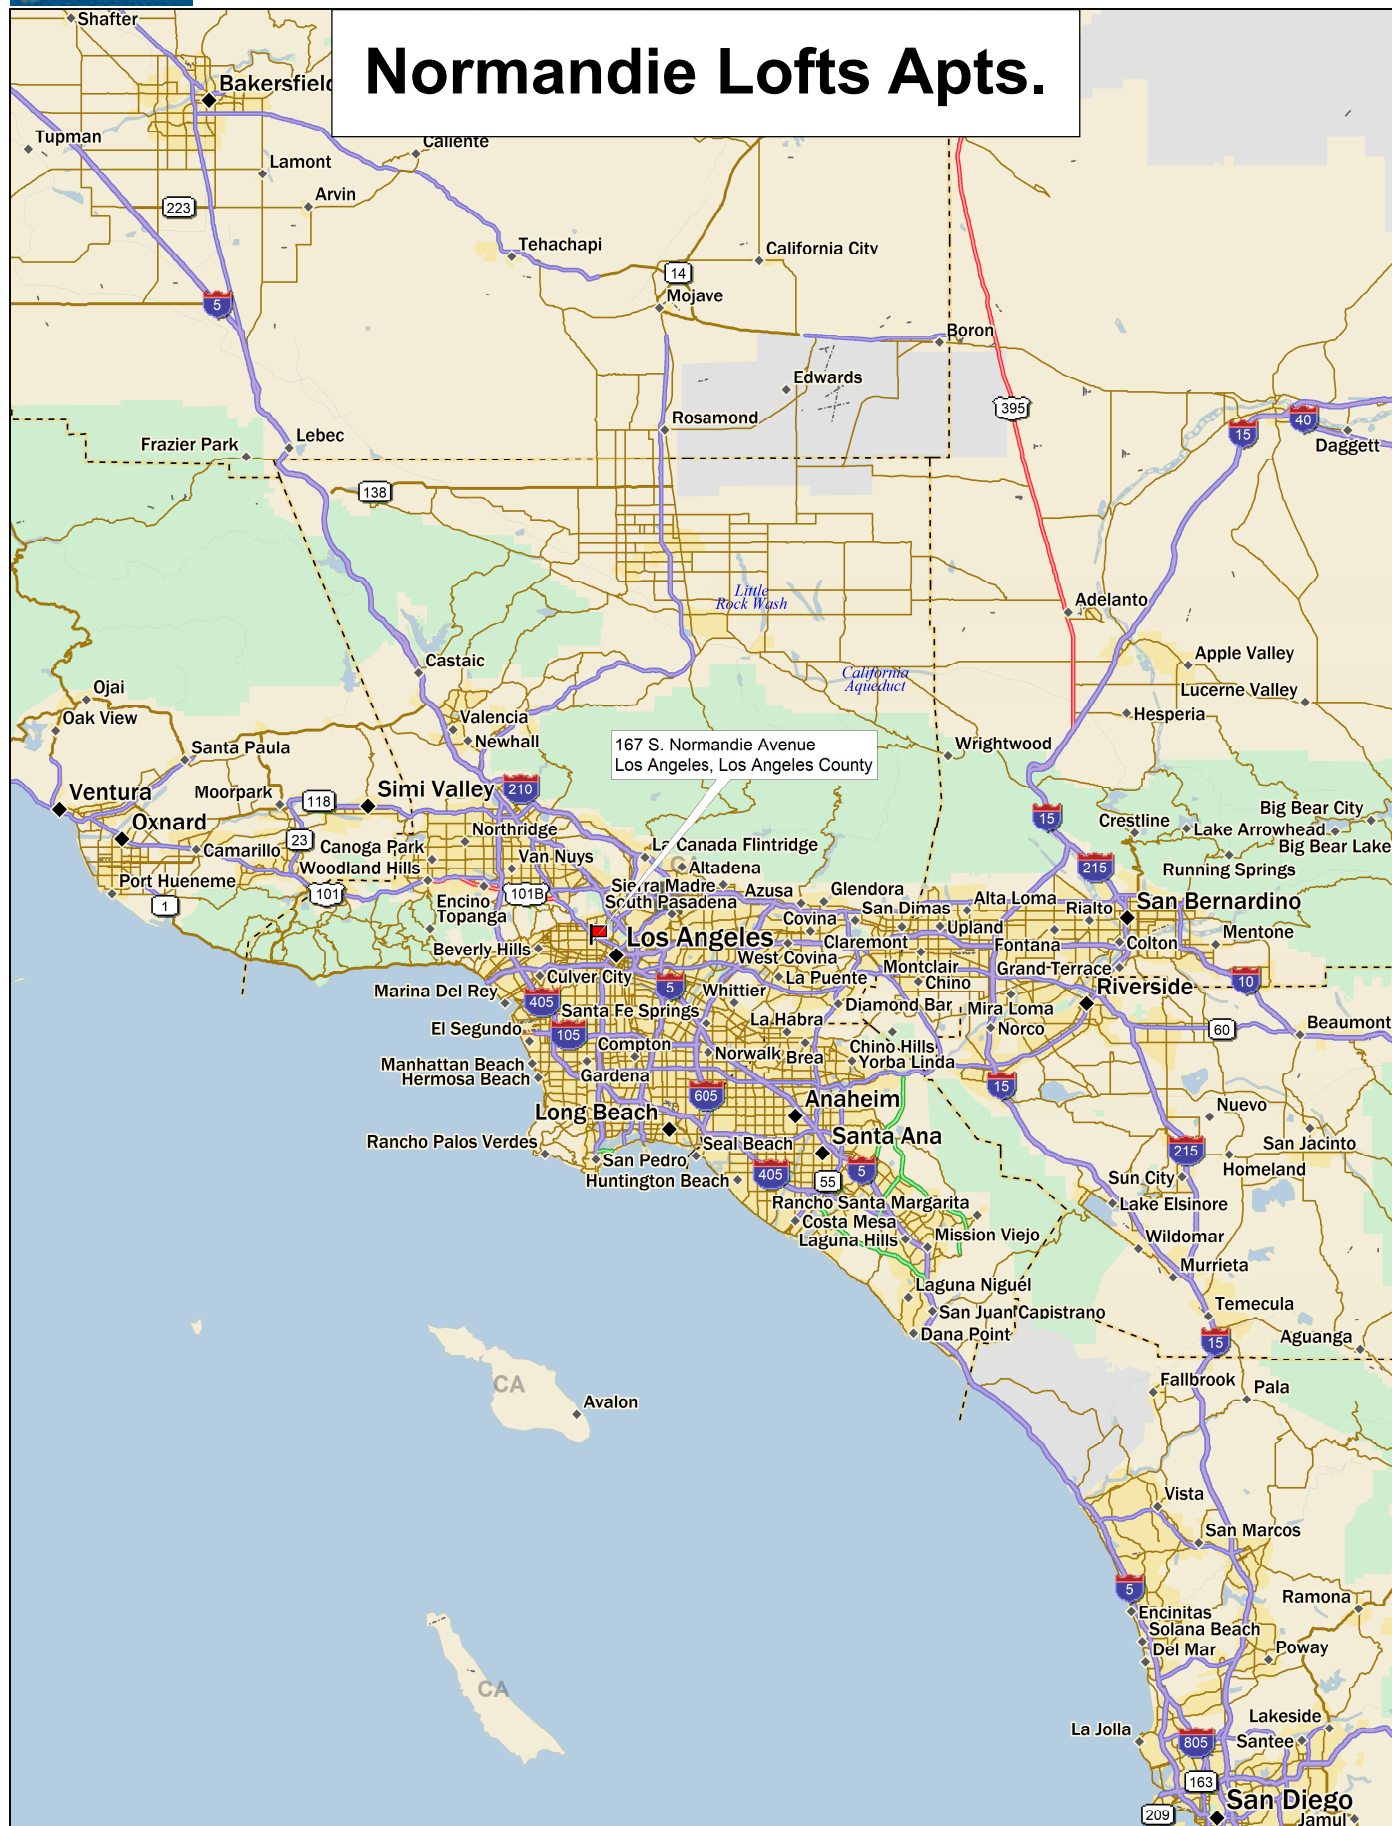 Normandie Lofts Apts.
Shafter
Bakersfield
Tupman
Caliente
Lamont
Arvin
223
Tehachapi
California City
14
Mojave
5
Boron
Edwards
395
40
15
Daggett
Rosamond
Lebec
Frazier Park
138
Little
Rock Wash
Adelanto
Castaic
California
Aqueduct
Apple Valley
Lucerne Valley
Ojai
Oak View
Valencia
Newhall
Hesperia
167 S. Normandie Avenue
Los Angeles, Los Angeles County
Wrightwood
Santa Paula
Simi Valley
210
Moorpark
118
Ventura
Oxnard
15
Big Bear City
Crestline
Lake Arrowhead
Big Bear Lake
Northridge
23
Camarillo
Canoga Park
Woodland Hills
Van Nuys
La Canada Flintridge
CA
Altadena
215
Running Springs
Port Hueneme
1
101
101B
Sierra Madre
Azusa
Glendora
Encino
Topanga
South Pasadena
San Dimas
Alta Loma
Rialto
San Bernardino
Covina
Upland
Mentone
Beverly Hills
Los Angeles
Claremont
Fontana
Colton
West Covina
Montclair
Grand Terrace
Culver City
5
La Puente
Chino
10
Marina Del Rey
405
Whittier
Riverside
Santa Fe Springs
Diamond Bar
Mira Loma
El Segundo
105
La Habra
Norco
60
Beaumont
Compton
Norwalk
Brea
Chino Hills
Yorba Linda
Manhattan Beach
Hermosa Beach
Gardena
605
15
Anaheim
Long Beach
Nuevo
Rancho Palos Verdes
Seal Beach
Santa Ana
215
San Jacinto
San Pedro
Homeland
Huntington Beach
405
55
5
Sun City
Rancho Santa Margarita
Lake Elsinore
Costa Mesa
Laguna Hills
Mission Viejo
Wildomar
Murrieta
Laguna Niguel
San Juan Capistrano
Temecula
Dana Point
15
Aguanga
CA
Avalon
Fallbrook
Pala
Vista
San Marcos
5
Encinitas
Solana Beach
Del Mar
Ramona
Poway
CA
La Jolla
Lakeside
805
Santee
163
San Diego
209
Jamul